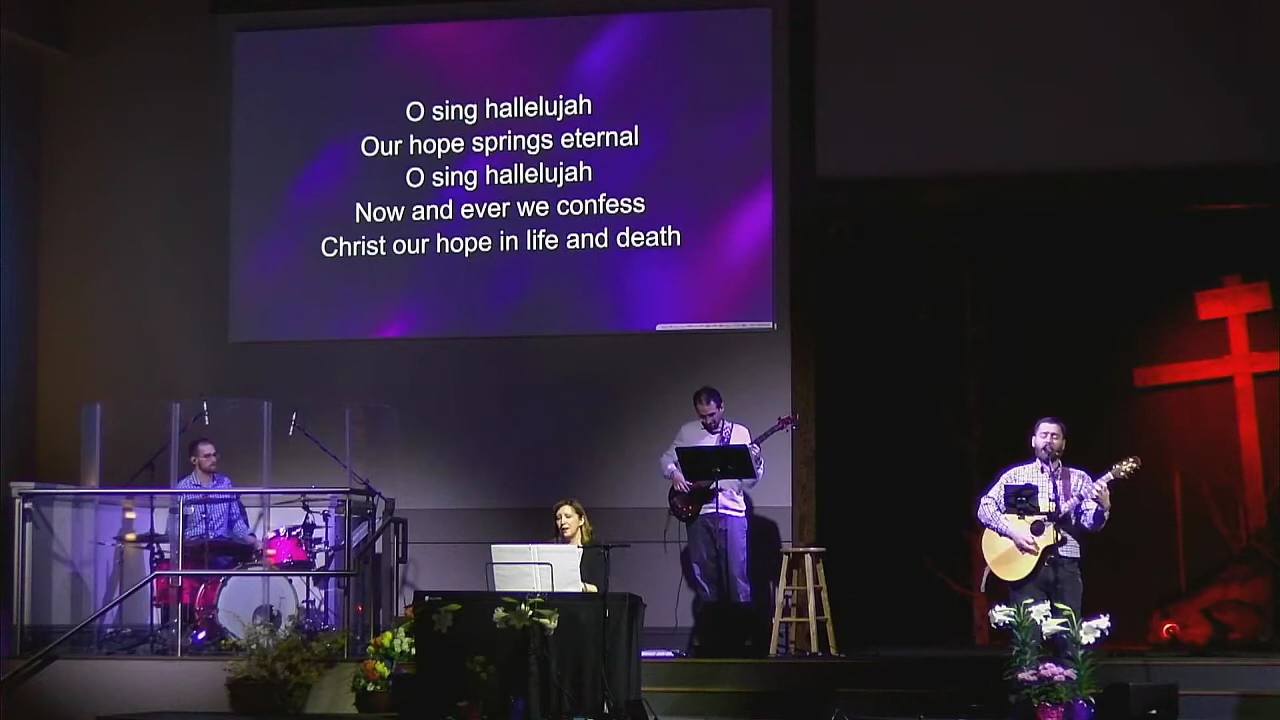 O sing hallelujah
Our hope springs eternal
O sing hallelujah
Now and ever we confess
Christ our hope in life and death